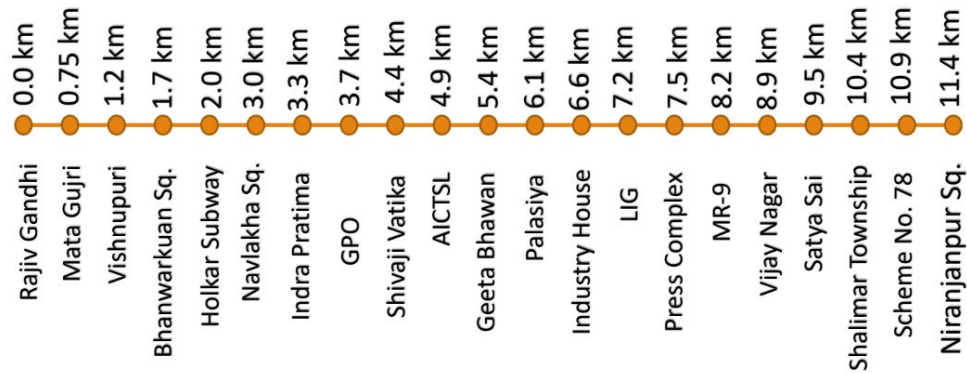 0.0 km
0.75 km
1.2 km
1.7 km
2.0 km
3.0 km
3.3 km
3.7 km
4.4 km
4.9 km
5.4 km
6.1 km
6.6 km
7.2 km
7.5 km
8.2 km
8.9 km
9.5 km
10.4 km
10.9 km
11.4 km
Rajiv Gandhi
Mata Gujri
Vishnupuri
Bhanwarkuan Sq.
Holkar Subway
Navlakha Sq.
Indra Pratima
GPO
Shivaji Vatika
AICTSL
Geeta Bhawan
Palasiya
Industry House
LIG
Press Complex
MR-9
Vijay Nagar
Satya Sai
Shalimar Township
Scheme No. 78
Niranjanpur Sq.